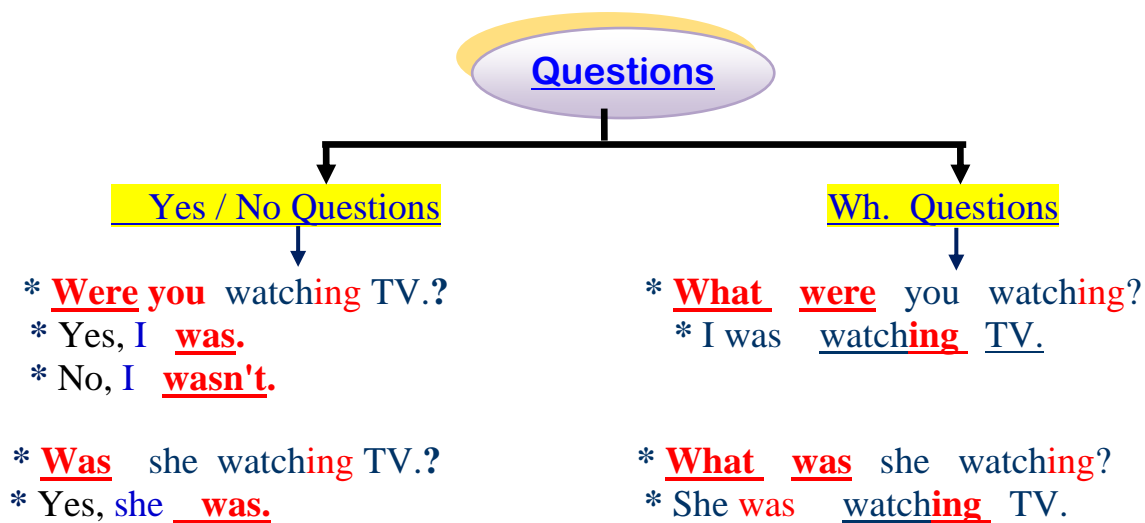 Questions
Yes / No Questions
* Were you watching TV.?
* Yes, I was.
* No, I wasn't.
* Was she watching TV.?
* Yes, she was.
Wh. Questions
* What were you watching?
* I was watching TV.
* What was she watching?
* She was watching TV.